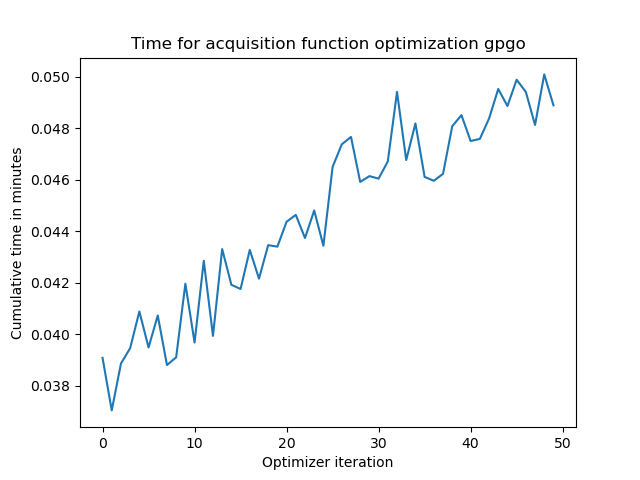 Time for acquisition function optimization gpgo
0.050
0.048
0.046
0.044
0.042
0.040
0.038
Cumulative time in minutes
0 10 20 30 40 50
Optimizer iteration